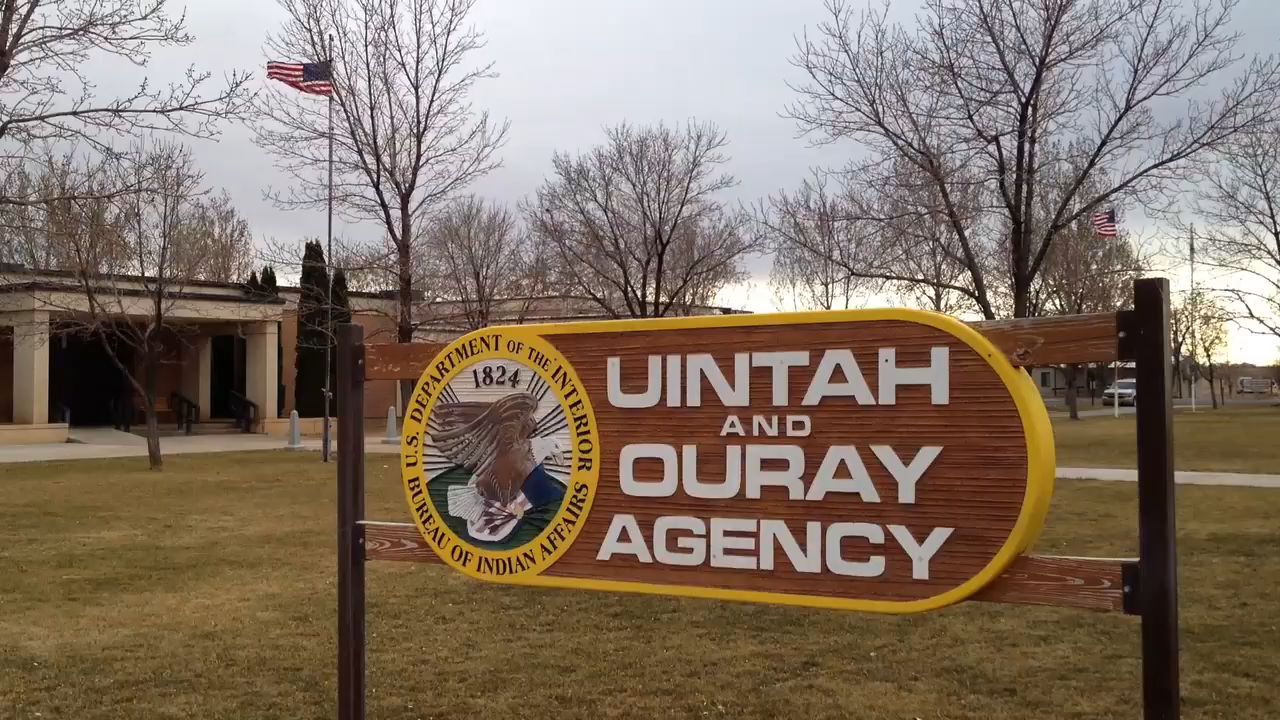 U.S. DEPARTMENT OF THE INTERIOR
1824
BUREAU OF INDIAN AFFAIRS
UINTAH
AND
OURAY
AGENCY